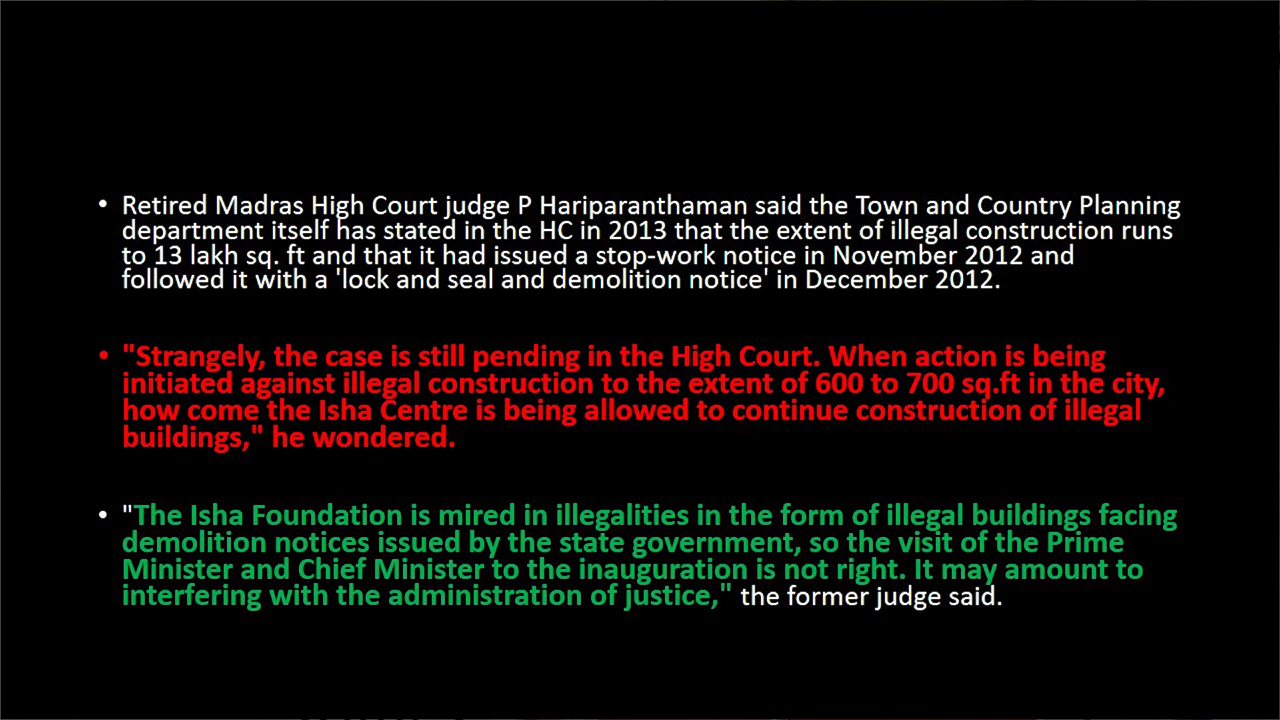 • Retired Madras High Court judge P Hariparanthaman said the Town and Country Planning
department itself has stated in the HC in 2013 that the extent of illegal construction runs
to 13 lakh sq. ft and that it had issued a stop-work notice in November 2012 and
followed it with a 'lock and seal and demolition notice' in December 2012.
• "Strangely, the case is still pending in the High Court. When action is being
initiated against illegal construction to the extent of 600 to 700 sq.ft in the city,
how come the Isha Centre is being allowed to continue construction of illegal
buildings," he wondered.
• "The Isha Foundation is mired in illegalities in the form of illegal buildings facing
demolition notices issued by the state government, so the visit of the Prime
Minister and Chief Minister to the inauguration is not right. It may amount to
interfering with the administration of justice," the former judge said.